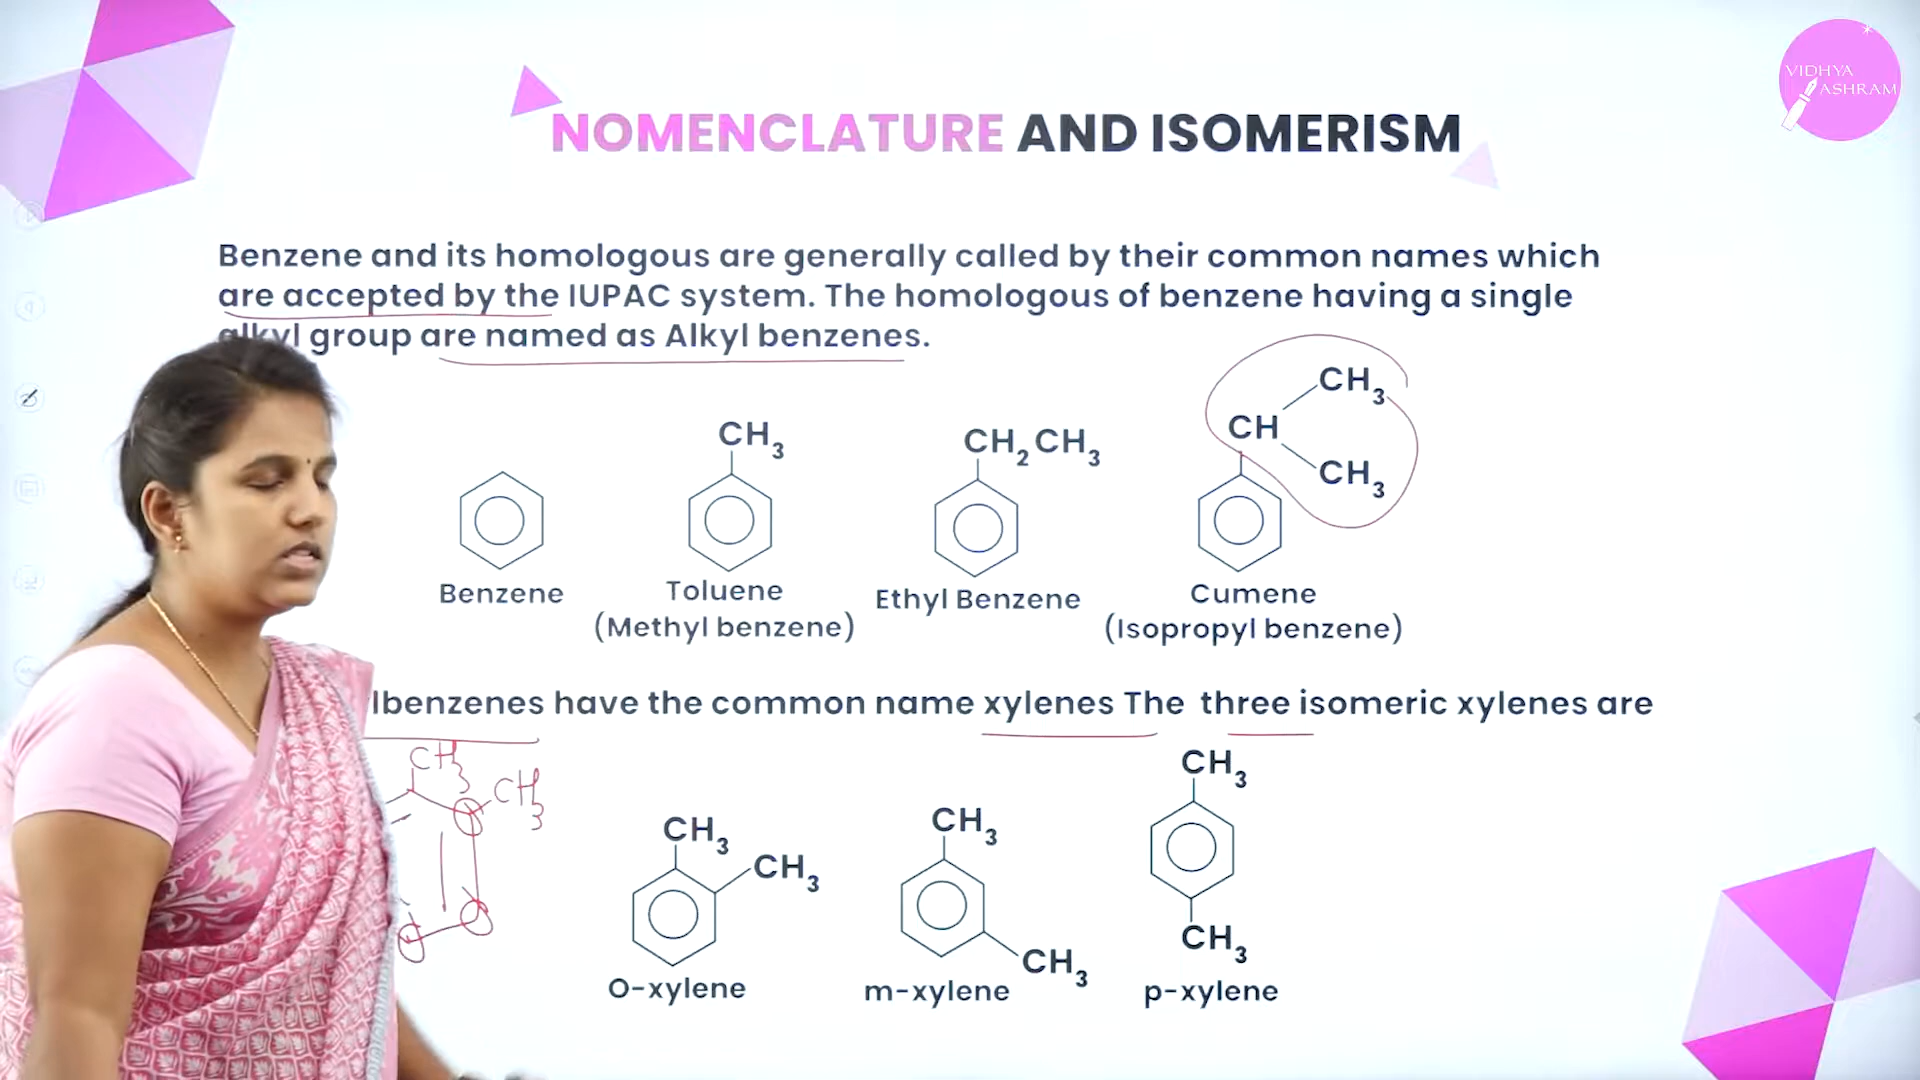 VIDHYA
ASHRAM
NOMENCLATURE AND ISOMERISM
Benzene and its homologous are generally called by their common names which
are accepted by the IUPAC system. The homologous of benzene having a single
alkyl group are named as Alkyl benzenes.
CH3
CH2CH3
CH
CH3
CH3
Benzene
Toluene
(Methyl benzene)
Ethyl Benzene
Cumene
(Isopropyl benzene)
lbenzenes have the common name xylenes The three isomeric xylenes are
CH3
CH3
CH3
CH3
O-xylene
CH3
CH3
m-xylene
CH3
CH3
p-xylene